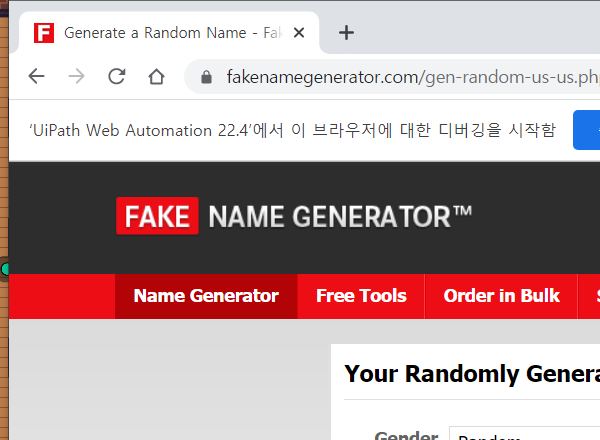 Generate a Random Name - Fak
fakenamegenerator.com/gen-random-us-us.ph
'UiPath Web Automation 22.4'에서 이 브라우저에 대한 디버깅을 시작함
FAKE NAME GENERATOR™
Name Generator Free Tools Order in Bulk
Your Randomly Genera
Gender Random